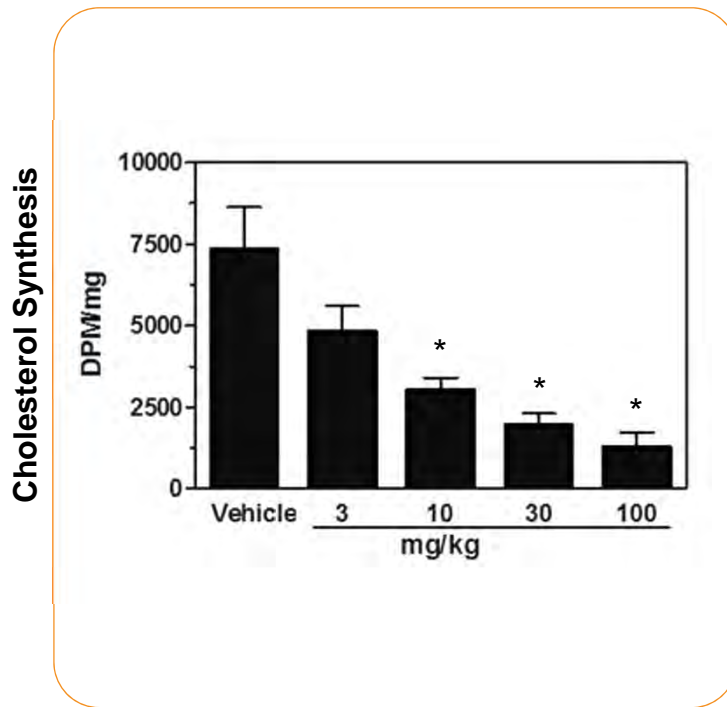 Cholesterol Synthesis
DPM/mg
10000
7500
5000
2500
0
*
*
*
Vehicle 3 10 30 100
mg/kg